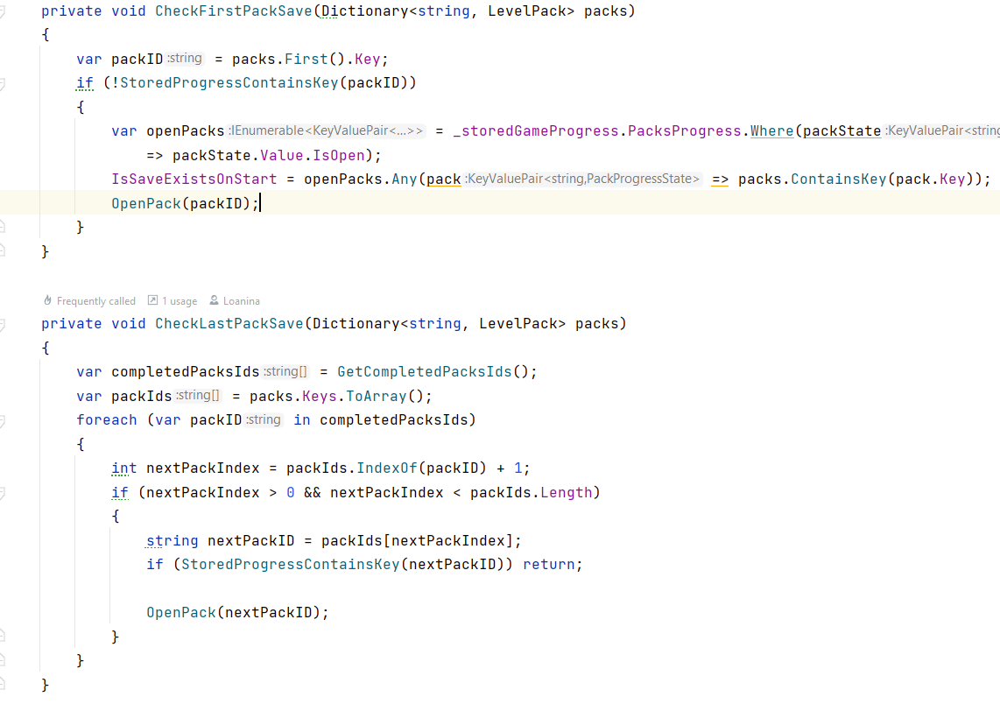 private void CheckFirstPackSave(Dictionary<string, LevelPack> packs)
{
var packID :string = packs.First().Key;
if (!StoredProgressContainsKey(packID))
{
var openPacks :IEnumerable<KeyValuePair<...>> = _storedGameProgress.PacksProgress.Where(packState :KeyValuePair<string
=> packState.Value.IsOpen);
IsSaveExistsOnStart = openPacks.Any(pack :KeyValuePair<string,PackProgressState> => packs.ContainsKey(pack.Key));
OpenPack(packID);
}
}
Frequently called 1 usage Loanina
private void CheckLastPackSave(Dictionary<string, LevelPack> packs)
{
var completedPacksIds :string[] = GetCompletedPacksIds();
var packIds :string[] = packs.Keys.ToArray();
foreach (var packID :string in completedPacksIds)
{
int nextPackIndex = packIds.IndexOf(packID) + 1;
if (nextPackIndex > 0 && nextPackIndex < packIds.Length)
{
string nextPackID = packIds[nextPackIndex];
if (StoredProgressContainsKey(nextPackID)) return;
OpenPack(nextPackID);
}
}
}